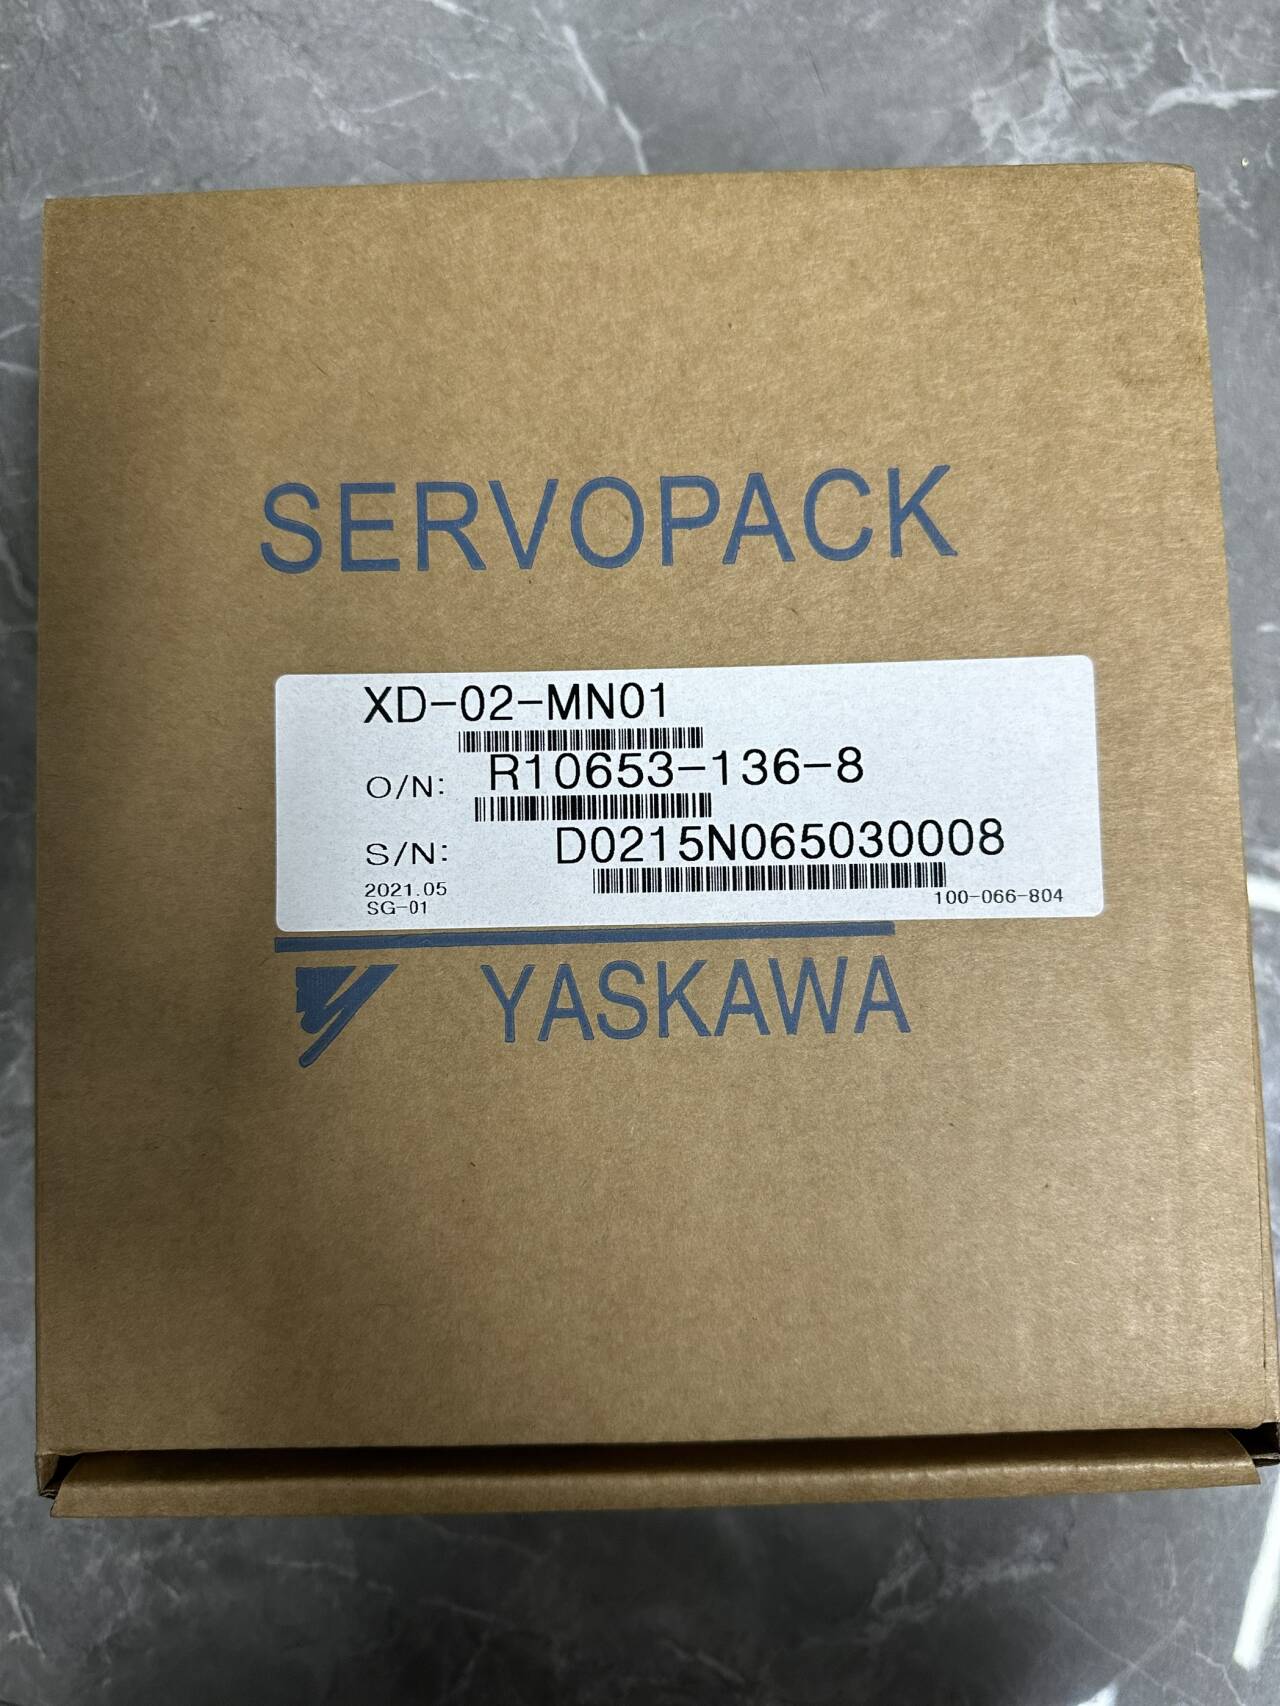 SERVOPACK
XD-02-MN01
O/N: R10653-136-8
S/N: D0215N065030008
2021.05
SG-01 100-066-804
YASKAWA